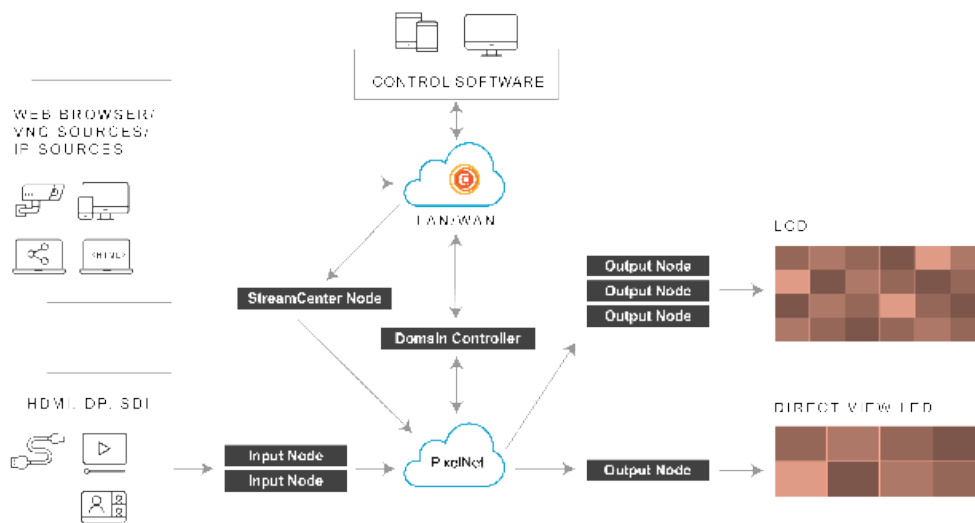 CONTROL SOFTWARE
WEB BROWSER/
VNC SOURCES/
IP SOURCES
<HTML>
LAN/WAN
LCD
StreamCenter Node
Output Node
Output Node
Output Node
Domain Controller
HDMI, DP, SDI
DIRECT VIEW LED
Input Node
Input Node
PixelNet
Output Node